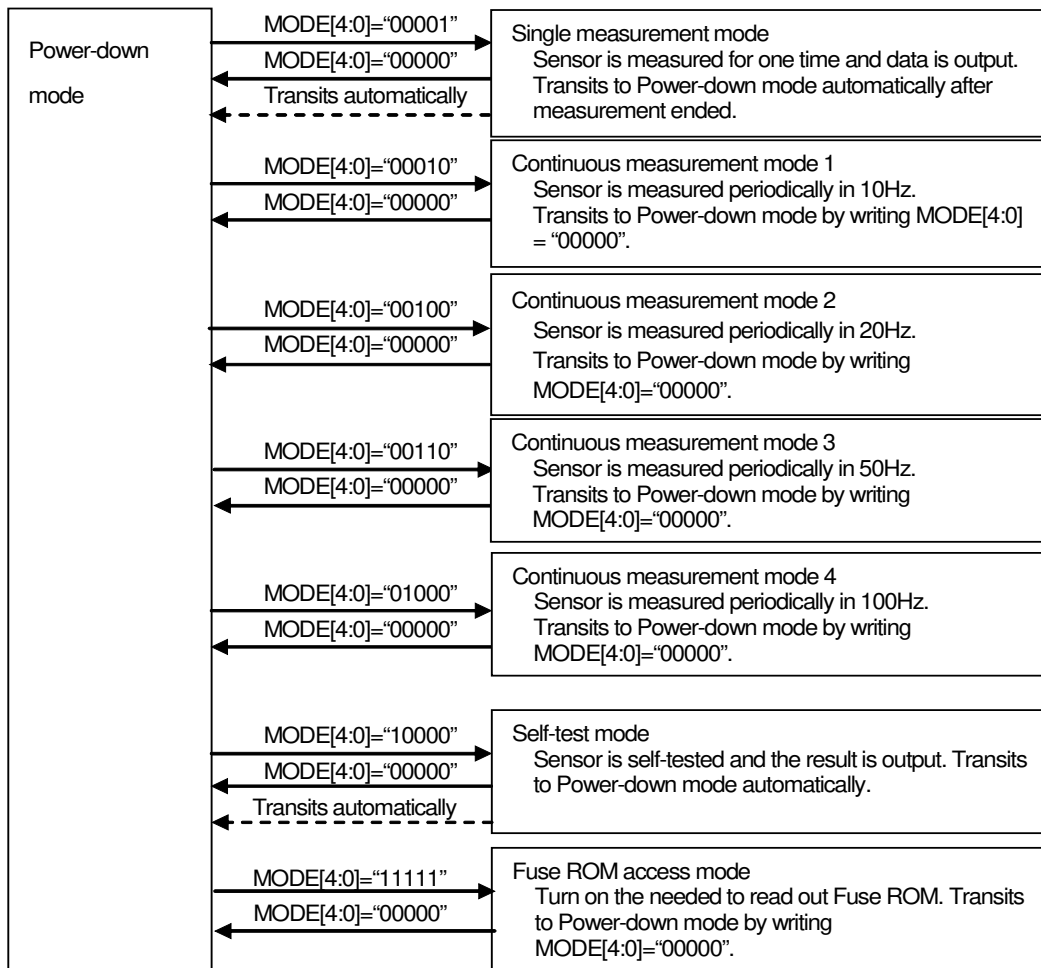 Power-down
mode
MODE[4:0]=“00001”
MODE[4:0]=“00000”
Transits automatically
Single measurement mode
Sensor is measured for one time and data is output.
Transits to Power-down mode automatically after
measurement ended.
MODE[4:0]=“00010”
MODE[4:0]=“00000”
Continuous measurement mode 1
Sensor is measured periodically in 10Hz.
Transits to Power-down mode by writing MODE[4:0]
= “00000”.
MODE[4:0]=“00100”
MODE[4:0]=“00000”
Continuous measurement mode 2
Sensor is measured periodically in 20Hz.
Transits to Power-down mode by writing
MODE[4:0]=“00000”.
MODE[4:0]=“00110”
MODE[4:0]=“00000”
Continuous measurement mode 3
Sensor is measured periodically in 50Hz.
Transits to Power-down mode by writing
MODE[4:0]=“00000”.
MODE[4:0]=“01000”
MODE[4:0]=“00000”
Continuous measurement mode 4
Sensor is measured periodically in 100Hz.
Transits to Power-down mode by writing
MODE[4:0]=“00000”.
MODE[4:0]=“10000”
MODE[4:0]=“00000”
Transits automatically
Self-test mode
Sensor is self-tested and the result is output. Transits
to Power-down mode automatically.
MODE[4:0]=“11111”
MODE[4:0]=“00000”
Fuse ROM access mode
Turn on the needed to read out Fuse ROM. Transits
to Power-down mode by writing
MODE[4:0]=“00000”.